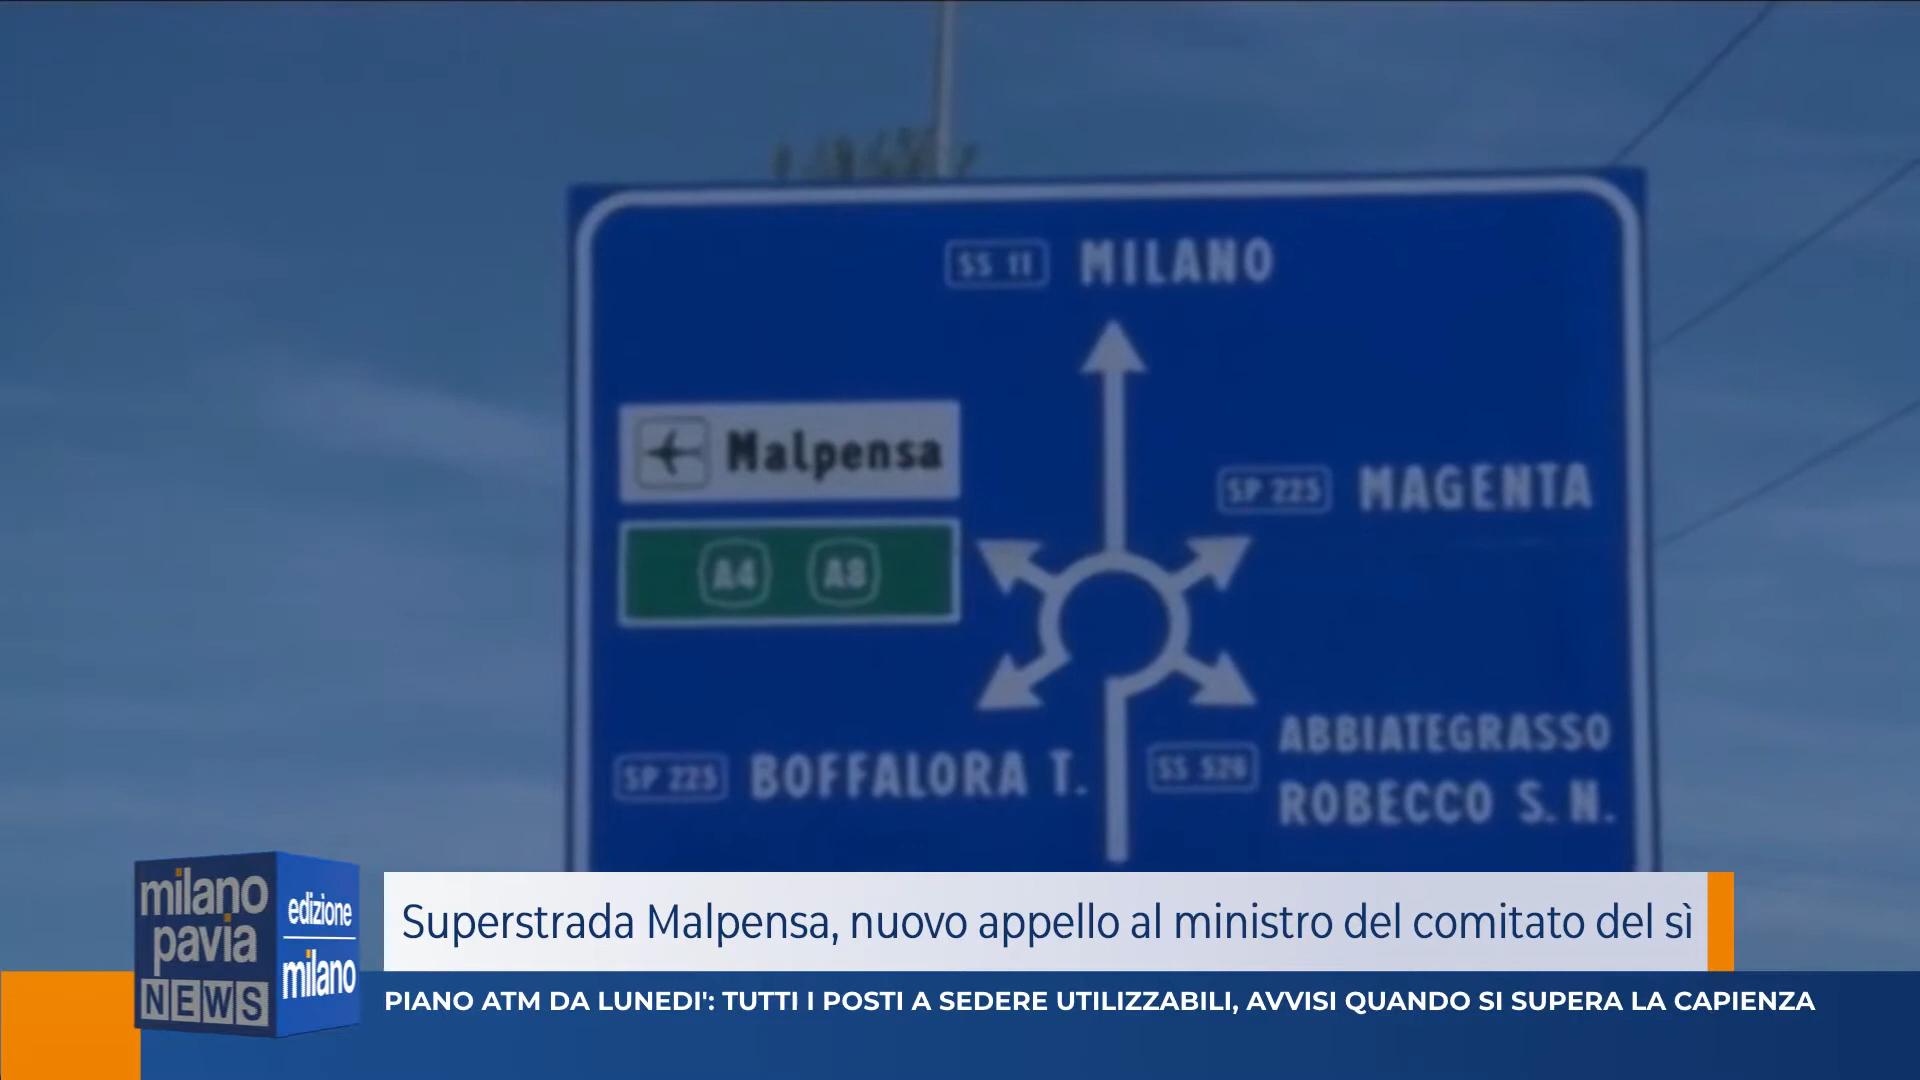 SS 11 MILANO
Malpensa
A4 A8
SP 225 MAGENTA
SP 225 BOFFALORA T.
SS 526 ABBIATEGRASSO
ROBECCO S. N.
milano
pavia
NEWS
edizione
milano
Superstrada Malpensa, nuovo appello al ministro del comitato del sì
PIANO ATM DA LUNEDI': TUTTI I POSTI A SEDERE UTILIZZABILI, AVVISI QUANDO SI SUPERA LA CAPIENZA